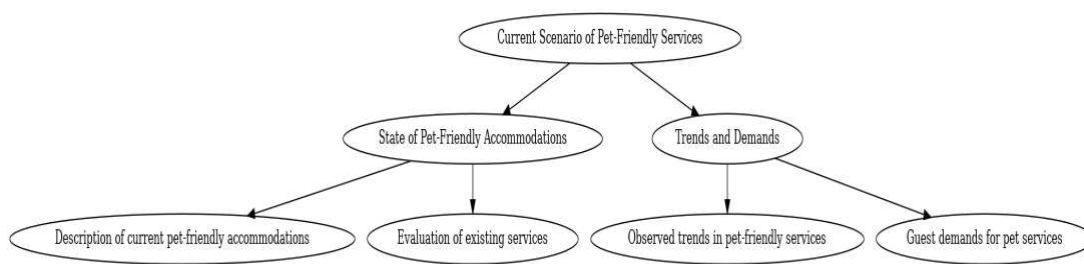 Current Scenario of Pet-Friendly Services
State of Pet-Friendly Accommodations
Trends and Demands
Description of current pet-friendly accommodations
Evaluation of existing services
Observed trends in pet-friendly services
Guest demands for pet services